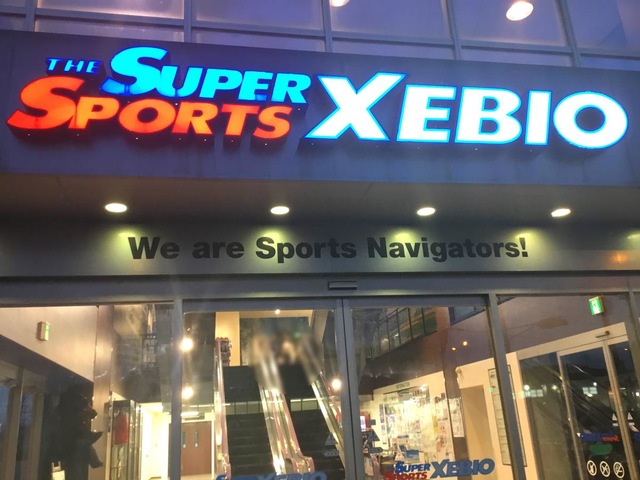 THE SUPER
SPORTS XEBIO
We are Sports Navigators!
SUPER
SPORTS XEBIO